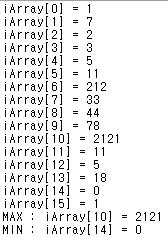 iArray[0] = 1
iArray[1] = 7
iArray[2] = 2
iArray[3] = 3
iArray[4] = 5
iArray[5] = 11
iArray[6] = 212
iArray[7] = 33
iArray[8] = 44
iArray[9] = 78
iArray[10] = 2121
iArray[11] = 11
iArray[12] = 5
iArray[13] = 18
iArray[14] = 0
iArray[15] = 1
MAX : iArray[10] = 2121
MIN : iArray[14] = 0